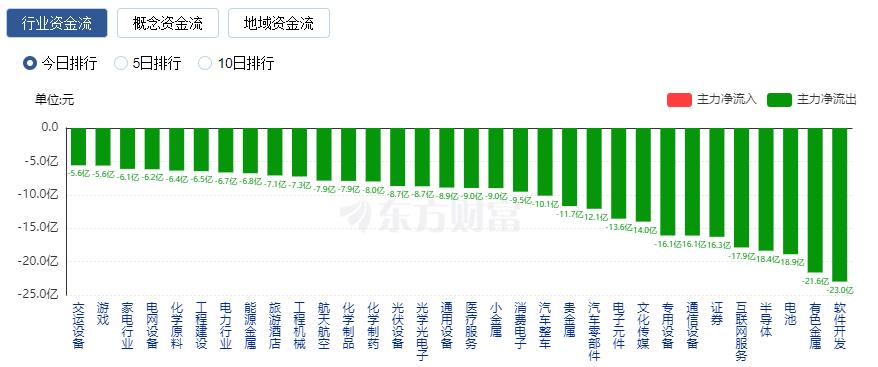 行业资金流
概念资金流
地域资金流
今日排行
5日排行
10日排行
单位:元
主力净流入
主力净流出
0.0
-5.0亿
-10.0亿
-15.0亿
-20.0亿
-25.0亿
-5.6亿
-5.6亿
-6.1亿
-6.2亿
-6.4亿
-6.5亿
-6.7亿
-6.8亿
-7.1亿
-7.3亿
-7.9亿
-7.9亿
-8.0亿
-8.7亿
-8.7亿
-8.9亿
-9.0亿
-9.0亿
-9.5亿
-10.1亿
-11.7亿
-12.1亿
-13.6亿
-14.0亿
-16.1亿
-16.1亿
-16.3亿
-17.9亿
-18.4亿
-18.9亿
-21.6亿
-23.0亿
东方财富
交运设备
游戏
家电行业
电网设备
化学原料
工程建设
电力行业
能源金属
旅游酒店
工程机械
航天航空
化学制品
化学制药
光伏设备
光学光电子
通用设备
医疗服务
小金属
消费电子
汽车整车
贵金属
汽车零部件
电子元件
文化传媒
专用设备
通信设备
证券
互联网服务
半导体
电池
有色金属
软件开发